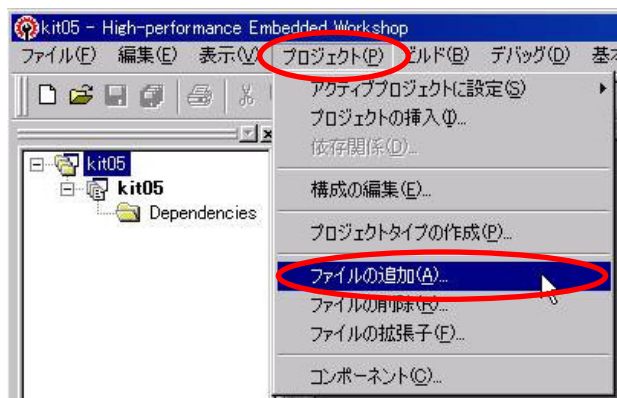 kit05 - High-performance Embedded Workshop
ファイル(F) 編集(E) 表示(V) プロジェクト(P) ビルド(B) デバッグ(D) 基本
アクティブプロジェクトに設定(S)
プロジェクトの挿入(I)...
依存関係(D)...
kit05
kit05
Dependencies
構成の編集(E)...
プロジェクトタイプの作成(P)...
ファイルの追加(A)...
ファイルの削除(R)...
ファイルの拡張子(F)...
コンポーネント(C)...